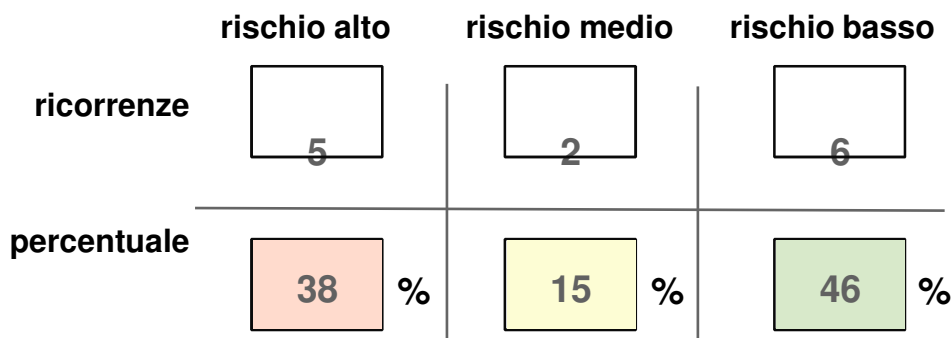 rischio alto rischio medio rischio basso
ricorrenze
5 2 6
percentuale
38 % 15 % 46 %